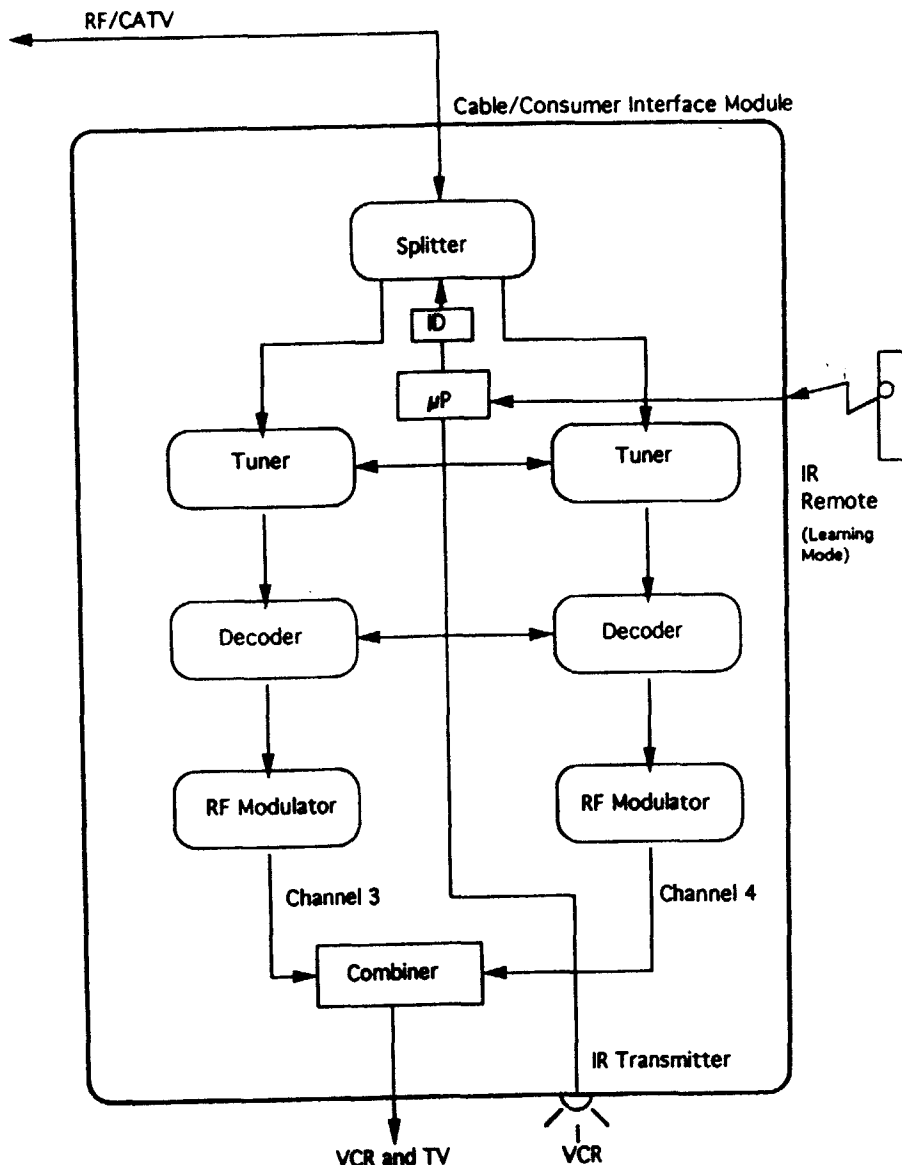 RF/CATV
Cable/Consumer Interface Module
Splitter
ID
µP
Tuner
Tuner
IR
Remote
(Learning
Mode)
Decoder
Decoder
RF Modulator
RF Modulator
Channel 3
Channel 4
Combiner
IR Transmitter
VCR and TV
VCR